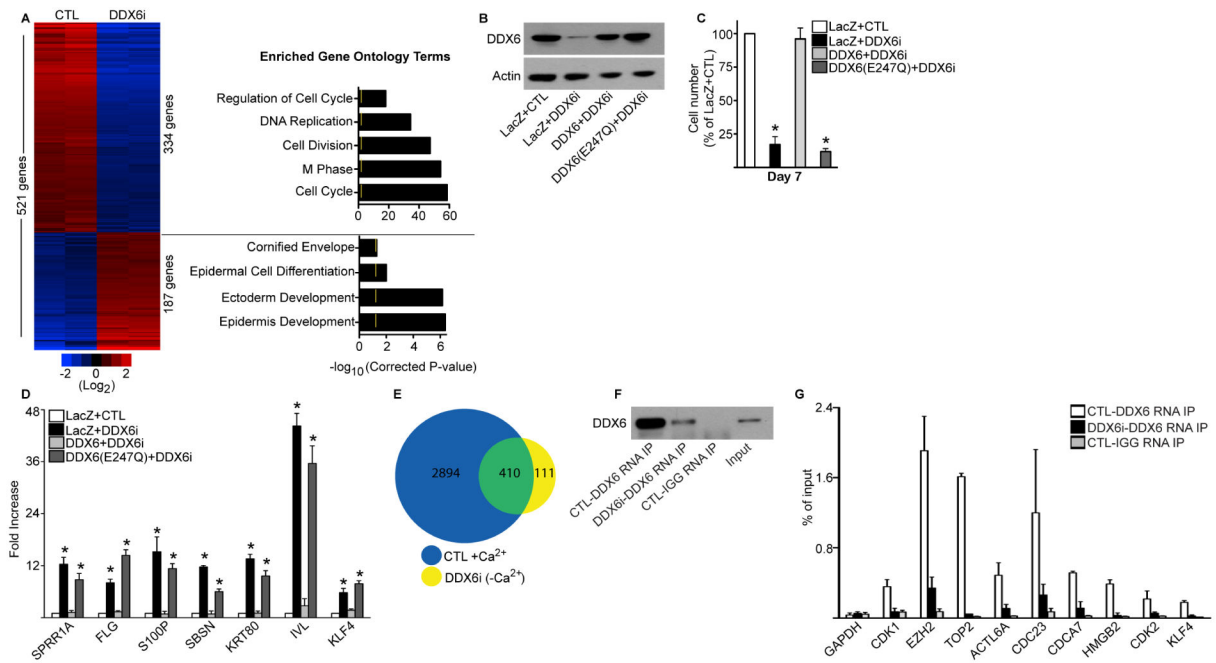 A
CTL DDX6i
521 genes
334 genes
187 genes
-2 0 2
(Log2)
Enriched Gene Ontology Terms
Regulation of Cell Cycle
DNA Replication
Cell Division
M Phase
Cell Cycle
0 20 40 60
Cornified Envelope
Epidermal Cell Differentiation
Ectoderm Development
Epidermis Development
0 2 4 6
-log10(Corrected P-value)
B
DDX6
Actin
LacZ+CTL
LacZ+DDX6i
DDX6+DDX6i
DDX6(E247Q)+DDX6i
C
LacZ+CTL
LacZ+DDX6i
DDX6+DDX6i
DDX6(E247Q)+DDX6i
Cell number
(% of LacZ+CTL)
100
75
50
25
* *
Day 7
D
LacZ+CTL
LacZ+DDX6i
DDX6+DDX6i
DDX6(E247Q)+DDX6i
Fold Increase
48
36
24
12
* * * * * * * * * * * * * *
SPRR1A
FLG
S100P
SBSN
KRT80
IVL
KLF4
E
2894 410 111
CTL +Ca2+
DDX6i (-Ca2+)
F
DDX6
CTL-DDX6 RNA IP
DDX6i-DDX6 RNA IP
CTL-IGG RNA IP
Input
G
CTL-DDX6 RNA IP
DDX6i-DDX6 RNA IP
CTL-IGG RNA IP
% of input
2.4
1.6
0.8
GAPDH
CDK1
EZH2
TOP2
ACTL6A
CDC23
CDCA7
HMGB2
CDK2
KLF4